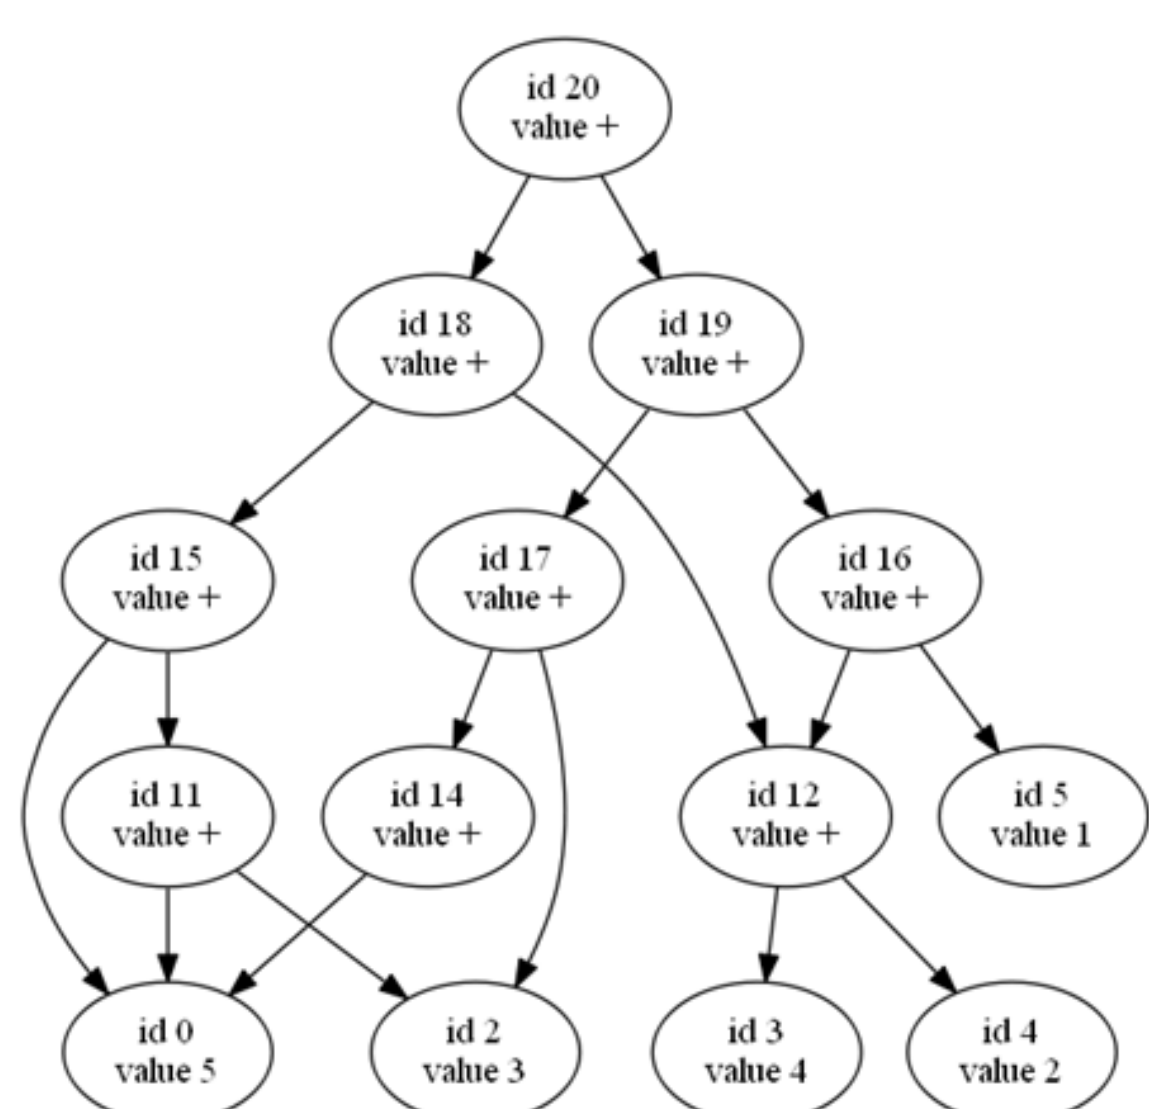 id 20
value +
id 18
value +
id 19
value +
id 15
value +
id 17
value +
id 16
value +
id 11
value +
id 14
value +
id 12
value +
id 5
value 1
id 0
value 5
id 2
value 3
id 3
value 4
id 4
value 2